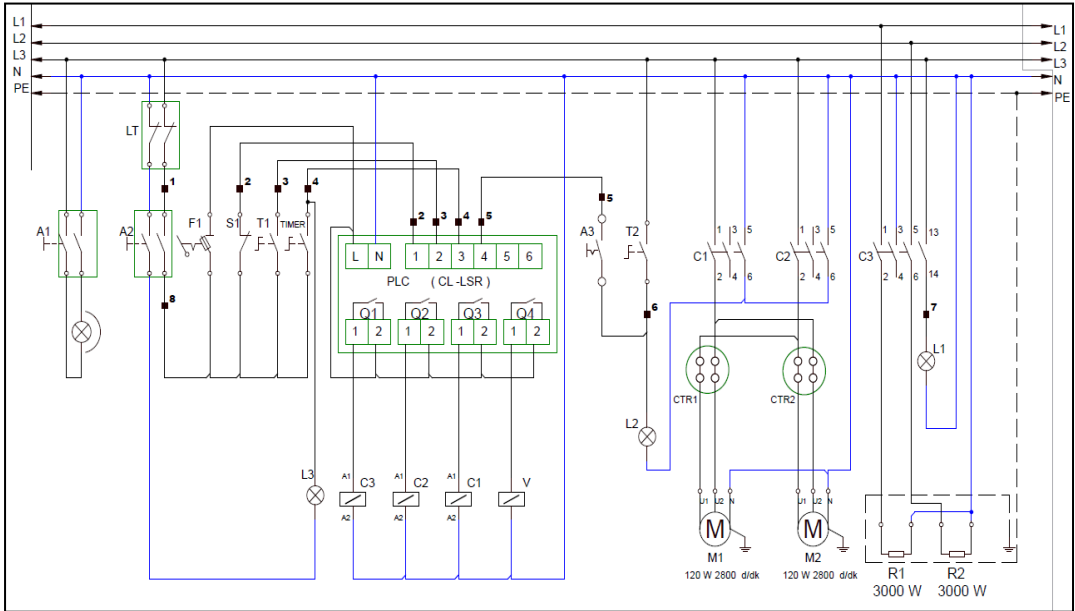 L1
L2
L3
N
PE
L1
L2
L3
N
PE
LT
1
2
3
4
A1
A2
F1
S1
T1
TIMER
8
2
3
4
5
L
N
1
2
3
4
5
6
PLC ( CL -LSR )
Q1
Q2
Q3
Q4
1
2
1
2
1
2
1
2
5
A3
T2
6
L2
C1
1
3
5
2
4
6
C2
1
3
5
2
4
6
C3
1
3
5
13
2
4
6
14
7
L1
CTR1
CTR2
L3
A1
C3
A2
A1
C2
A2
A1
C1
A2
V
U1
U2
N
U1
U2
N
M
M
M1
M2
120 W 2800 d/dk
120 W 2800 d/dk
R1
R2
3000 W
3000 W